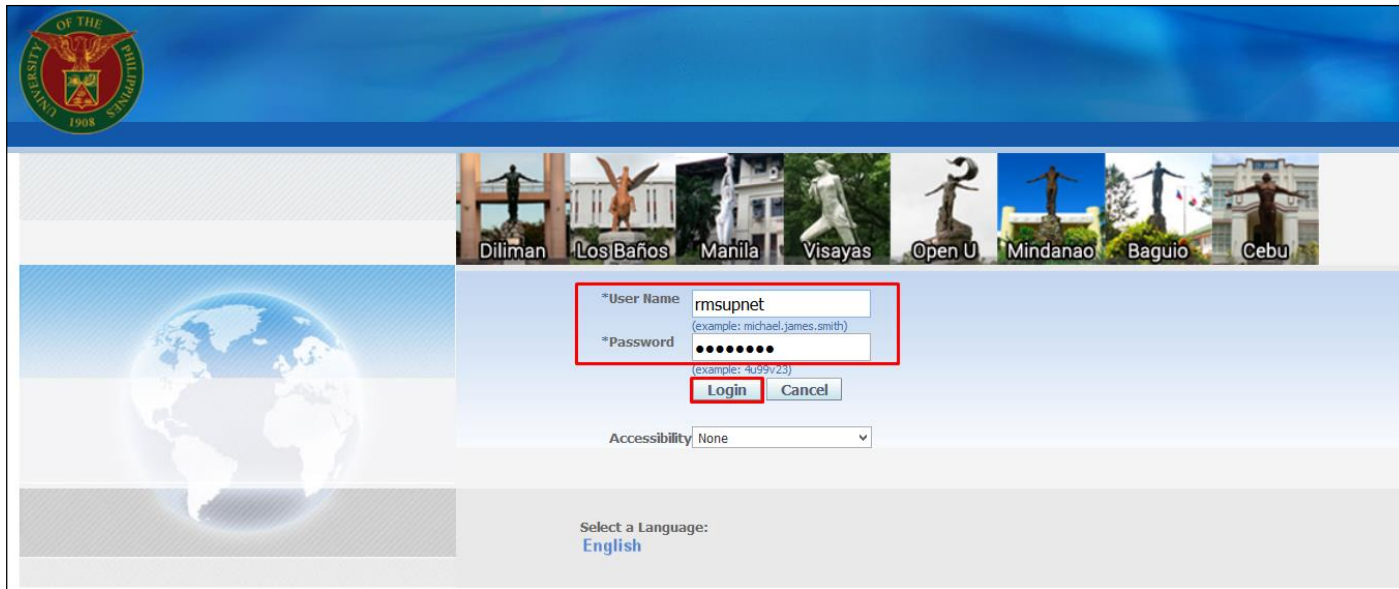 UNIVERSITY OF THE PHILIPPINES
1908
Diliman Los Baños Manila Visayas Open U Mindanao Baguio Cebu
*User Name rmsupnet
(example: michael.james.smith)
*Password ●●●●●●●●
(example: 4u99v23)
Login Cancel
Accessibility None
Select a Language:
English